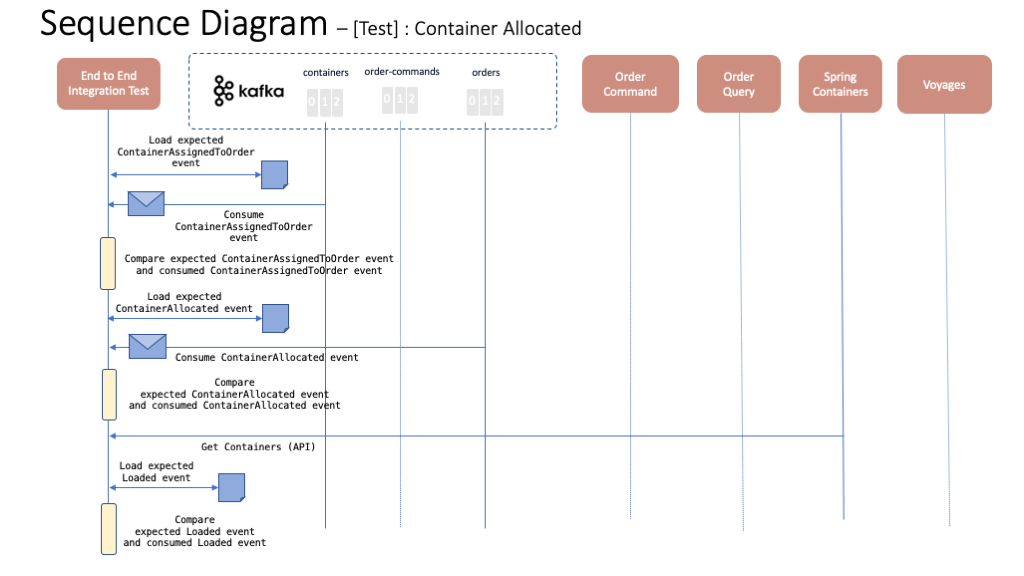 Sequence Diagram – [Test] : Container Allocated
End to End
Integration Test
kafka
containers
order-commands
orders
0 1 2
0 1 2
0 1 2
Order
Command
Order
Query
Spring
Containers
Voyages
Load expected
ContainerAssignedToOrder
event
Consume
ContainerAssignedToOrder
event
Compare expected ContainerAssignedToOrder event
and consumed ContainerAssignedToOrder event
Load expected
ContainerAllocated event
Consume ContainerAllocated event
Compare
expected ContainerAllocated event
and consumed ContainerAllocated event
Get Containers (API)
Load expected
Loaded event
Compare
expected Loaded event
and consumed Loaded event